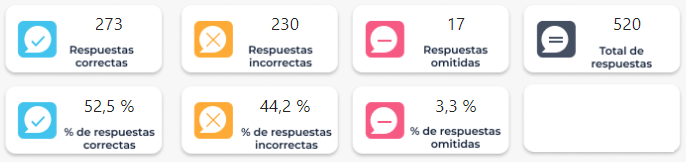 273
Respuestas
correctas
230
Respuestas
incorrectas
17
Respuestas
omitidas
520
Total de
respuestas
52,5 %
% de respuestas
correctas
44,2 %
% de respuestas
incorrectas
3,3 %
% de respuestas
omitidas